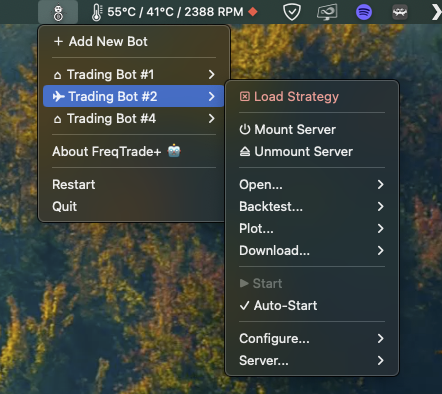 55°C / 41°C / 2388 RPM
+ Add New Bot
Trading Bot #1
Trading Bot #2
Trading Bot #4
About FreqTrade+
Restart
Quit
Load Strategy
Mount Server
Unmount Server
Open...
Backtest...
Plot...
Download...
Start
✓ Auto-Start
Configure...
Server...